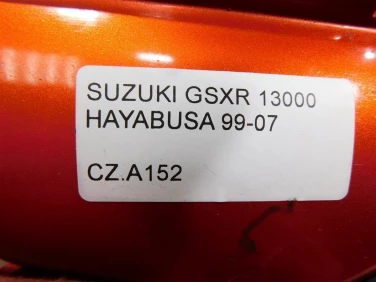 SUZUKI GSXR 13000
HAYABUSA 99-07
CZ.A152